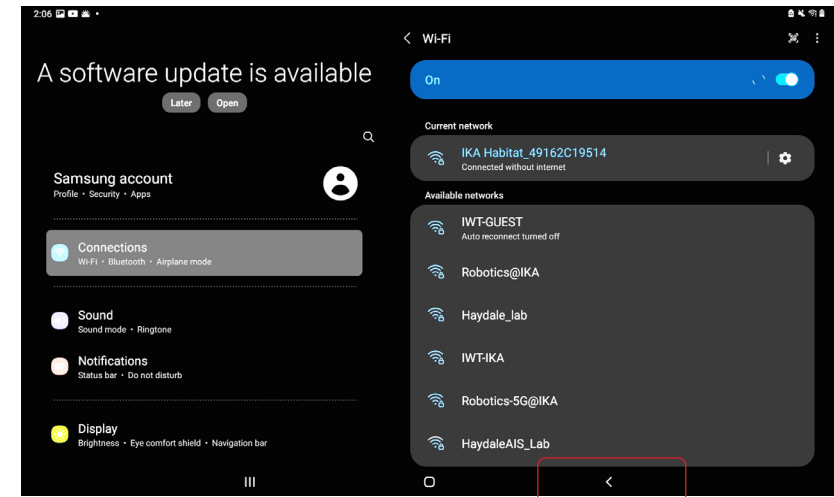 2:06
A software update is available
Later Open
Samsung account
Profile • Security • Apps
Connections
Wi-Fi • Bluetooth • Airplane mode
Sound
Sound mode • Ringtone
Notifications
Status bar • Do not disturb
Display
Brightness • Eye comfort shield • Navigation bar
Wi-Fi
On
Current network
IKA Habitat_49162C19514
Connected without internet
Available networks
IWT-GUEST
Auto reconnect turned off
Robotics@IKA
Haydale_lab
IWT-IKA
Robotics-5G@IKA
HaydaleAIS_Lab